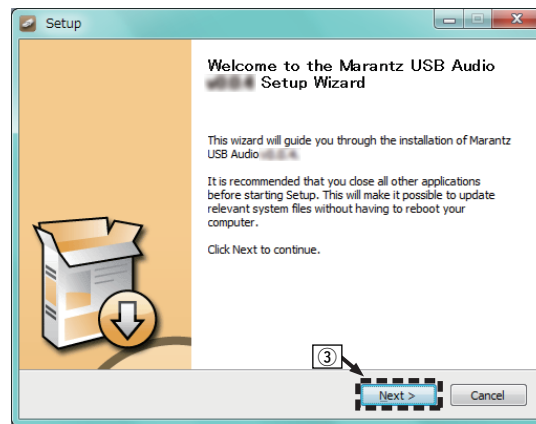 Setup
Welcome to the Marantz USB Audio
Setup Wizard
This wizard will guide you through the installation of Marantz
USB Audio
It is recommended that you close all other applications
before starting Setup. This will make it possible to update
relevant system files without having to reboot your
computer.
Click Next to continue.
③
Next >
Cancel